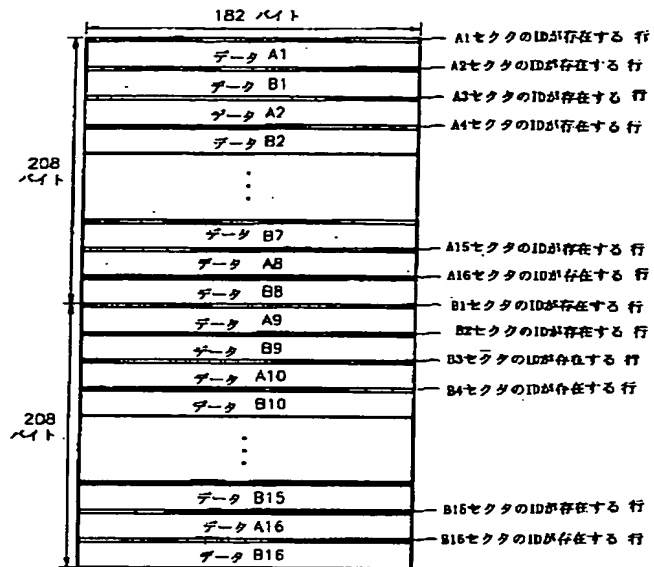 182 バイト
A1セクタのIDが存在する 行
データ A1
A2セクタのIDが存在する 行
データ B1
A3セクタのIDが存在する 行
データ A2
A4セクタのIDが存在する 行
データ B2
208
バイト
データ B7
A15セクタのIDが存在する 行
データ A8
A16セクタのIDが存在する 行
データ B8
B1セクタのIDが存在する 行
データ A9
B2セクタのIDが存在する 行
データ B9
B3セクタのIDが存在する 行
データ A10
B4セクタのIDが存在する 行
データ B10
208
バイト
データ B15
B15セクタのIDが存在する 行
データ A16
B16セクタのIDが存在する 行
データ B16